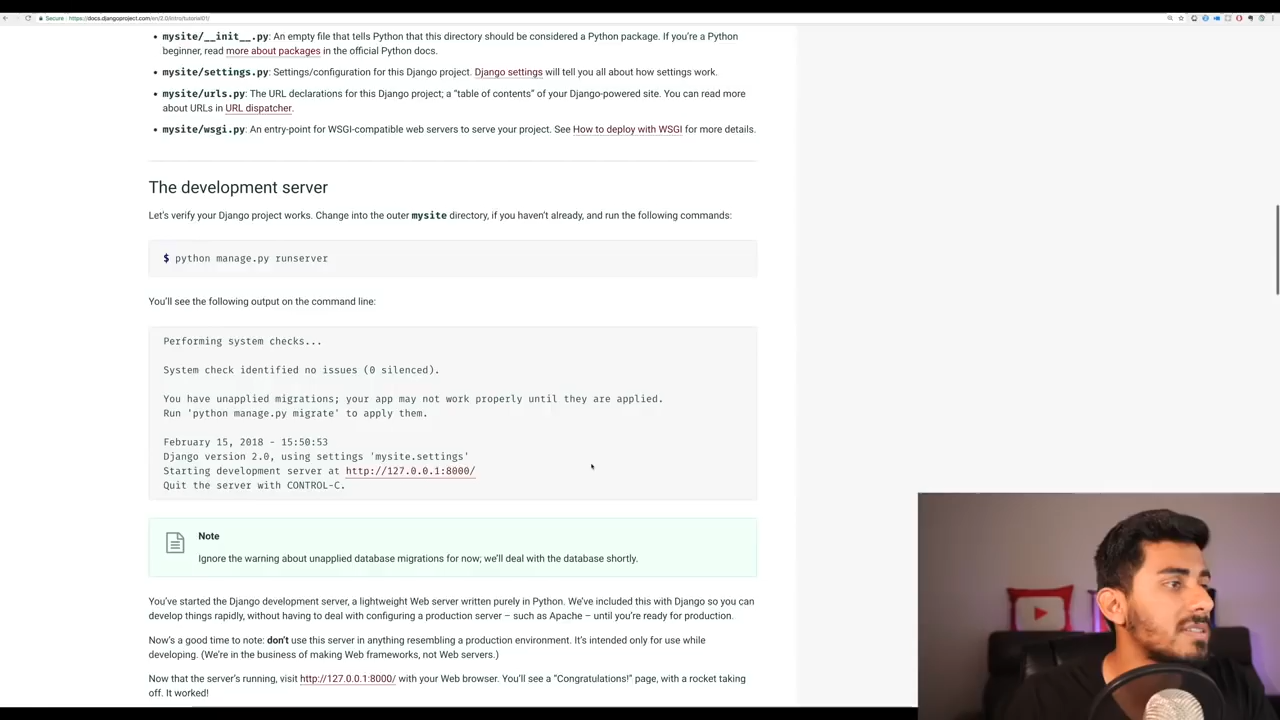 Secure https://docs.djangoproject.com/en/2.0/intro/tutorial01/
mysite/__init__.py: An empty file that tells Python that this directory should be considered a Python package. If you're a Python
beginner, read more about packages in the official Python docs.
mysite/settings.py: Settings/configuration for this Django project. Django settings will tell you all about how settings work.
mysite/urls.py: The URL declarations for this Django project; a “table of contents” of your Django-powered site. You can read more
about URLs in URL dispatcher.
mysite/wsgi.py: An entry-point for WSGI-compatible web servers to serve your project. See How to deploy with WSGI for more details.
The development server
Let's verify your Django project works. Change into the outer mysite directory, if you haven't already, and run the following commands:
$ python manage.py runserver
You'll see the following output on the command line:
Performing system checks...
System check identified no issues (0 silenced).
You have unapplied migrations; your app may not work properly until they are applied.
Run 'python manage.py migrate' to apply them.
February 15, 2018 - 15:50:53
Django version 2.0, using settings 'mysite.settings'
Starting development server at http://127.0.0.1:8000/
Quit the server with CONTROL-C.
Note
Ignore the warning about unapplied database migrations for now; we'll deal with the database shortly.
You've started the Django development server, a lightweight Web server written purely in Python. We've included this with Django so you can
develop things rapidly, without having to deal with configuring a production server – such as Apache – until you're ready for production.
Now's a good time to note: don't use this server in anything resembling a production environment. It's intended only for use while
developing. (We're in the business of making Web frameworks, not Web servers.)
Now that the server's running, visit http://127.0.0.1:8000/ with your Web browser. You'll see a “Congratulations!” page, with a rocket taking
off. It worked!